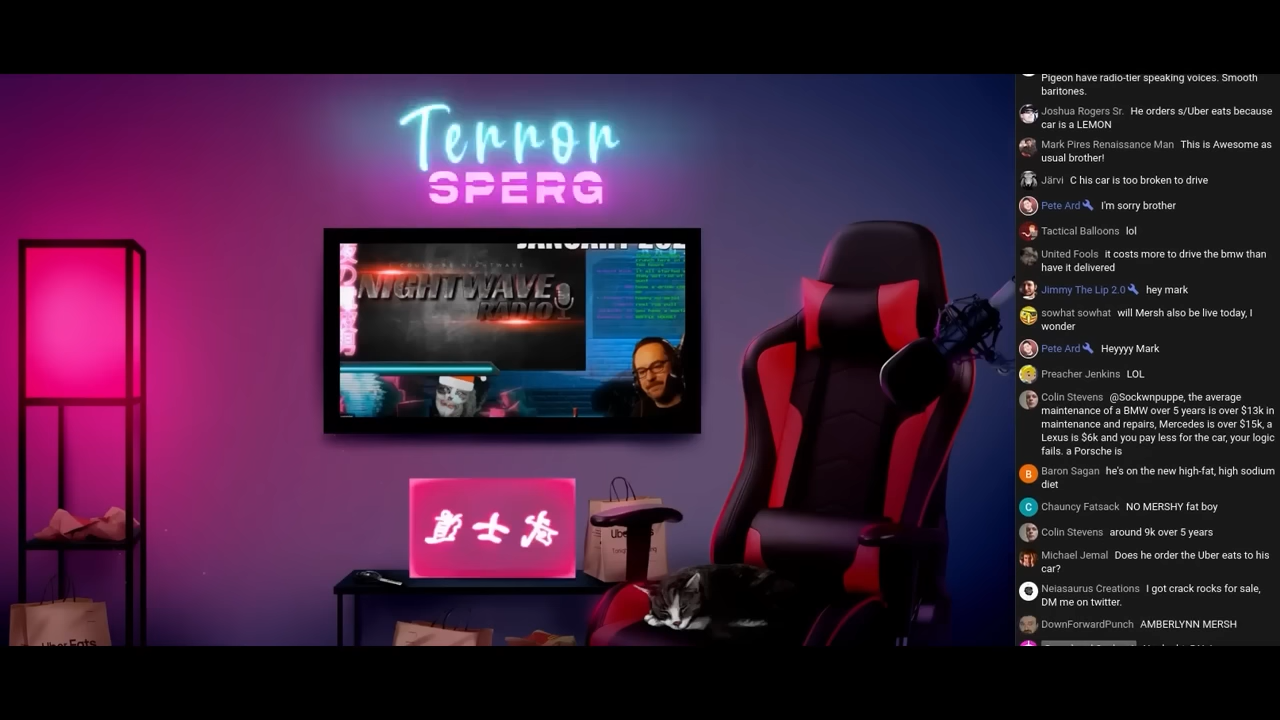 Terror
SPERG
NIGHTWAVE
RADIO
道士海
Uber
Uber Eats
Pigeon have radio-tier speaking voices. Smooth
baritones.
Joshua Rogers Sr. He orders s/Uber eats because
car is a LEMON
Mark Pires Renaissance Man This is Awesome as
usual brother!
Järvi C his car is too broken to drive
Pete Ard I'm sorry brother
Tactical Balloons lol
United Fools it costs more to drive the bmw than
have it delivered
Jimmy The Lip 2.0 hey mark
sowhat sowhat will Mersh also be live today, I
wonder
Pete Ard Heyyyy Mark
Preacher Jenkins LOL
Colin Stevens @Sockwnpuppe, the average
maintenance of a BMW over 5 years is over $13k in
maintenance and repairs, Mercedes is over $15k, a
Lexus is $6k and you pay less for the car, your logic
fails. a Porsche is
B Baron Sagan he's on the new high-fat, high sodium
diet
C Chauncy Fatsack NO MERSHY fat boy
Colin Stevens around 9k over 5 years
Michael Jemal Does he order the Uber eats to his
car?
Neiasaurus Creations I got crack rocks for sale,
DM me on twitter.
DownForwardPunch AMBERLYNN MERSH